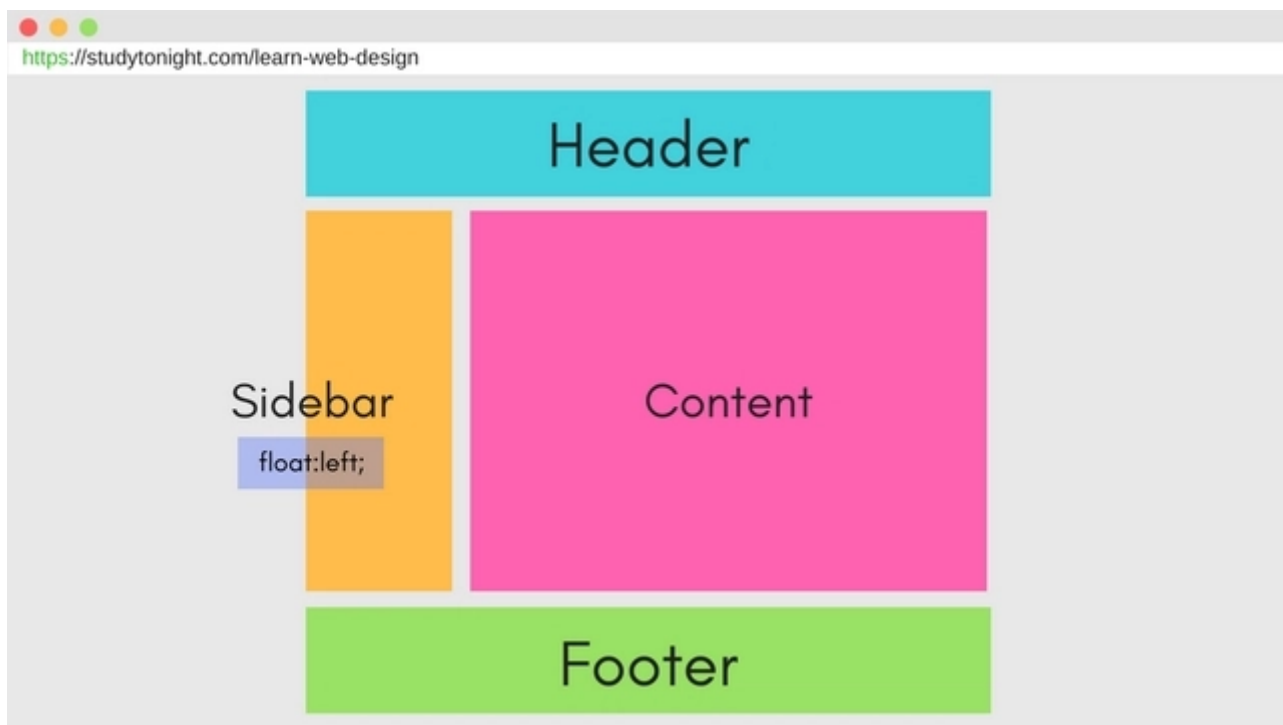 https://studytonight.com/learn-web-design
Header
Sidebar
float:left;
Content
Footer